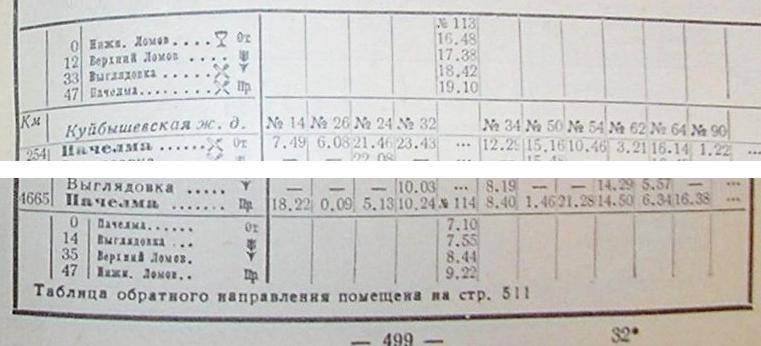 № 113
0 Нижн. Ломов . . . . От 16.48
12 Верхний Ломов . . . . 17.38
33 Выглядовка . . . . . 18.42
47 Пачелма . . . . . . . . Пр. 19.10
Км Куйбышевская ж. д. № 14 № 26 № 24 № 32 № 34 № 50 № 54 № 62 № 64 № 90
254 Пачелма . . . . . От 7.49 6.08 21.46 23.43 ... 12.29 15.16 10.46 3.21 16.14 1.22 ... ...
Выглядовка . . . . . — — — 10.03 ... 8.19 — — 14.29 5.57 — ...
4665 Пачелма . . . . . . . Пр. 18.22 0.09 5.13 10.24 № 114 8.40 1.46 21.28 14.50 6.34 16.38 ...
0 Пачелма. . . . . . От 7.10
14 Выглядовка . . . 7.55
35 Верхний Ломов. 8.44
47 Нижн. Ломов. . Пр. 9.22
Таблица обратного направления помещена на стр. 511
— 499 — 32*